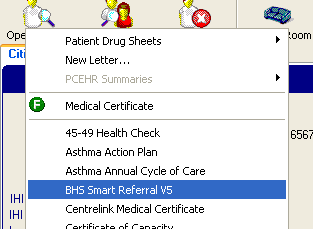 Ope
Room
Citi
Patient Drug Sheets
New Letter...
PCEHR Summaries
F
Medical Certificate
45-49 Health Check
6567
Asthma Action Plan
Asthma Annual Cycle of Care
BHS Smart Referral V5
IHI
Centrelink Medical Certificate
IHI
Certificate of Capacity